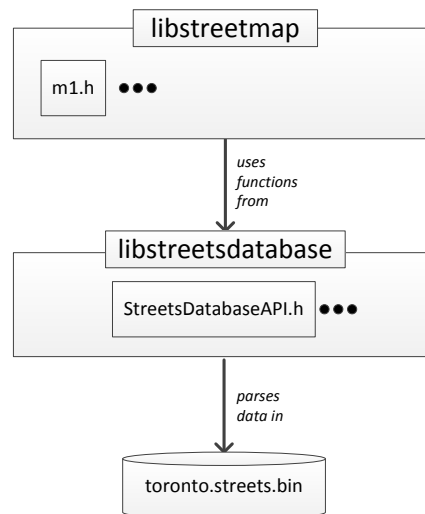 libstreetmap
m1.h
uses
functions
from
libstreetsdatabase
StreetsDatabaseAPI.h
parses
data in
toronto.streets.bin